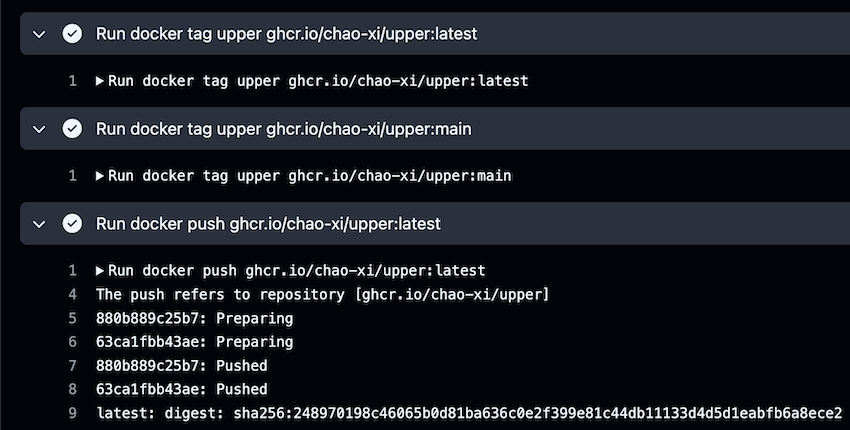 Run docker tag upper ghcr.io/chao-xi/upper:latest
1 ▶Run docker tag upper ghcr.io/chao-xi/upper:latest
Run docker tag upper ghcr.io/chao-xi/upper:main
1 ▶Run docker tag upper ghcr.io/chao-xi/upper:main
Run docker push ghcr.io/chao-xi/upper:latest
1 ▶Run docker push ghcr.io/chao-xi/upper:latest
4 The push refers to repository [ghcr.io/chao-xi/upper]
5 880b889c25b7: Preparing
6 63ca1fbb43ae: Preparing
7 880b889c25b7: Pushed
8 63ca1fbb43ae: Pushed
9 latest: digest: sha256:248970198c46065b0d81ba636c0e2f399e81c44db11133d4d5d1eabfb6a8ece2